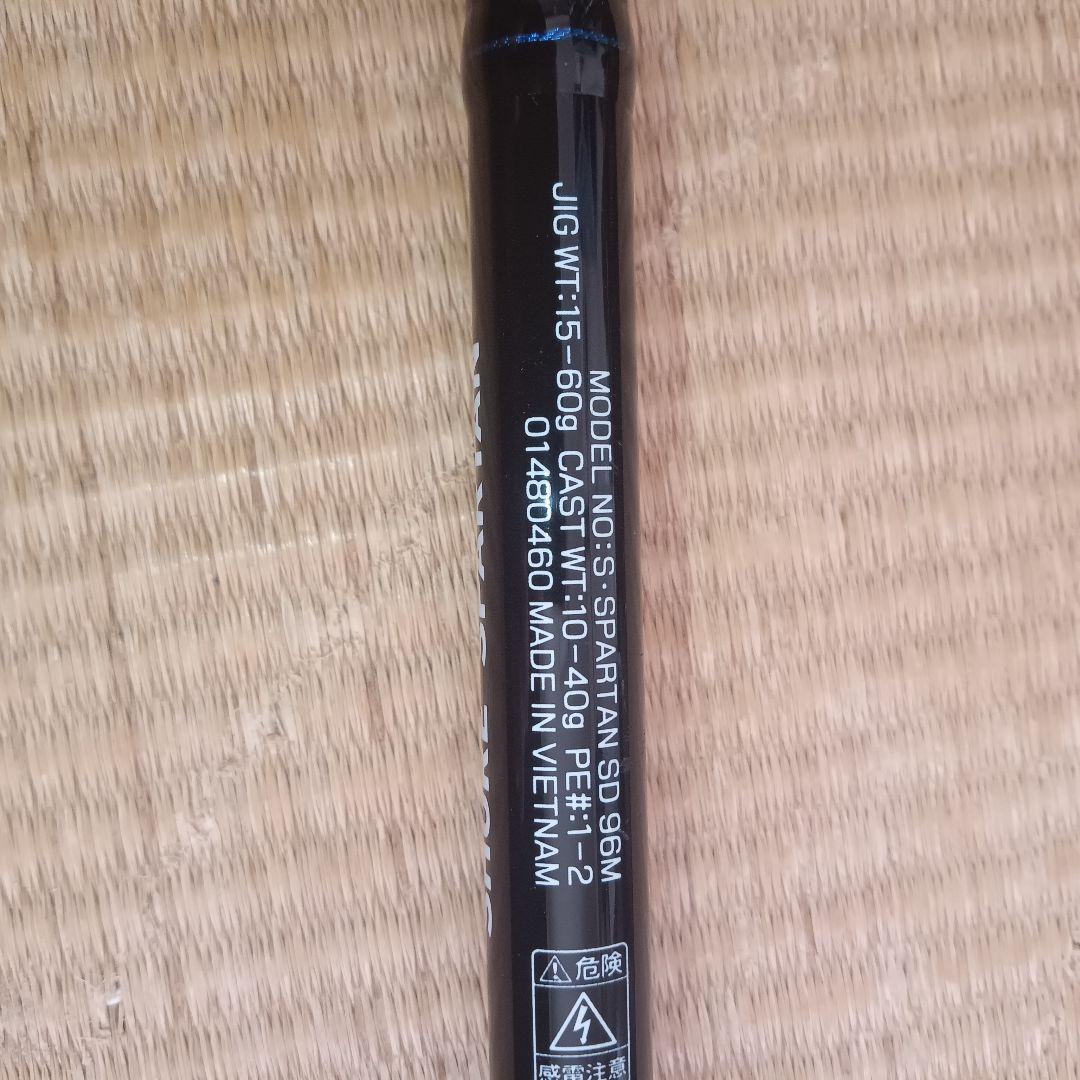 MODEL NO:S・SPARTAN SD 96M
JIG WT:15-60g CAST WT:10-40g PE#:1-2
01480460 MADE IN VIETNAM
危険
感電注意